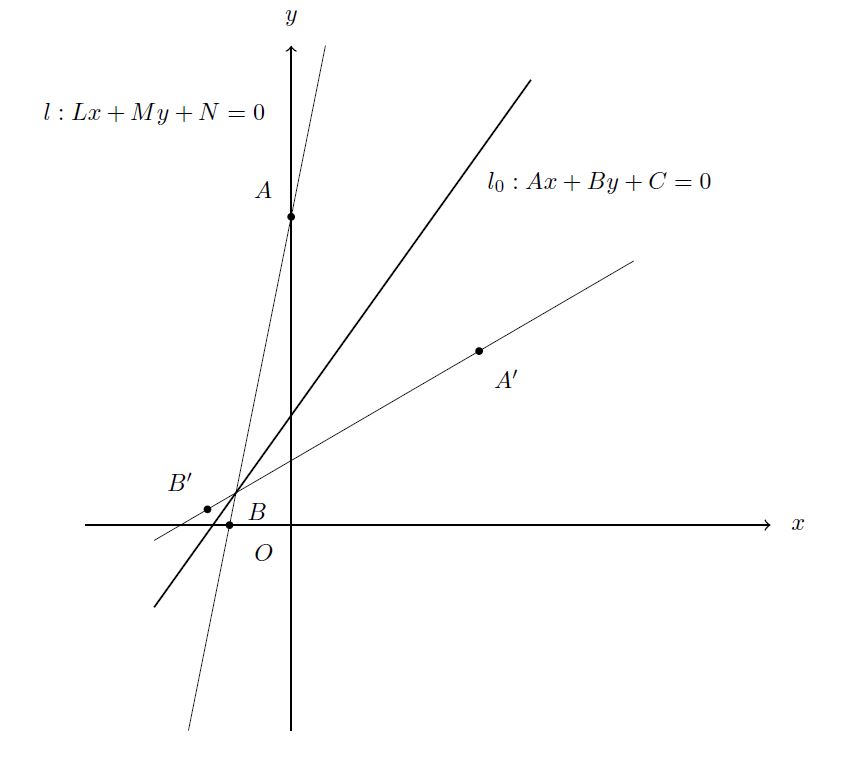 y
l : Lx + My + N = 0
A
l₀ : Ax + By + C = 0
A′
B′
B
x
O